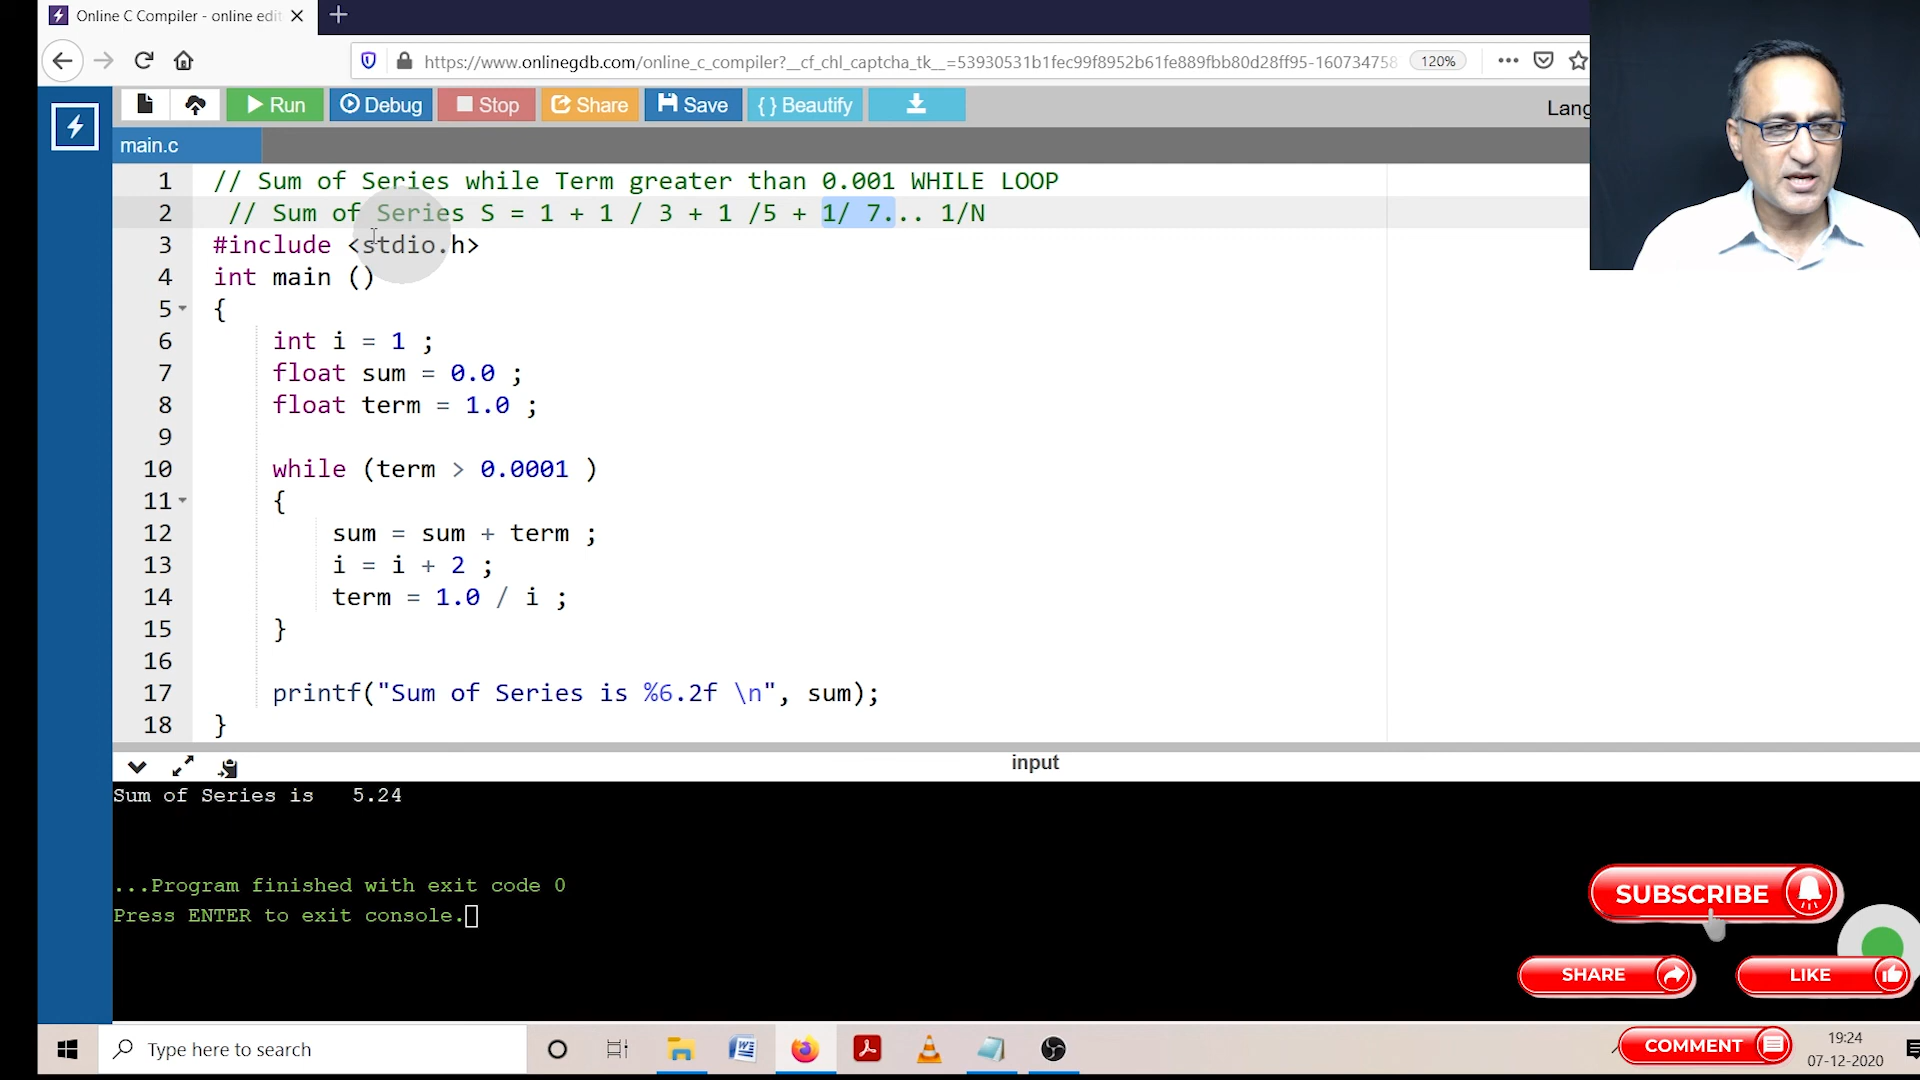 Online C Compiler - online edit
https://www.onlinegdb.com/online_c_compiler?__cf_chl_captcha_tk__=53930531b1fec99f8952b61fe889fbb80d28ff95-160734758
120%
Run
Debug
Stop
Share
Save
{ } Beautify
Lang
main.c
1 // Sum of Series while Term greater than 0.001 WHILE LOOP
2 // Sum of Series S = 1 + 1 / 3 + 1 /5 + 1/ 7... 1/N
3 #include <stdio.h>
4 int main ()
5 {
6 int i = 1 ;
7 float sum = 0.0 ;
8 float term = 1.0 ;
9
10 while (term > 0.0001 )
11 {
12 sum = sum + term ;
13 i = i + 2 ;
14 term = 1.0 / i ;
15 }
16
17 printf("Sum of Series is %6.2f \n", sum);
18 }
input
Sum of Series is   5.24
...Program finished with exit code 0
Press ENTER to exit console.
SUBSCRIBE
SHARE
LIKE
Type here to search
COMMENT
19:24
07-12-2020